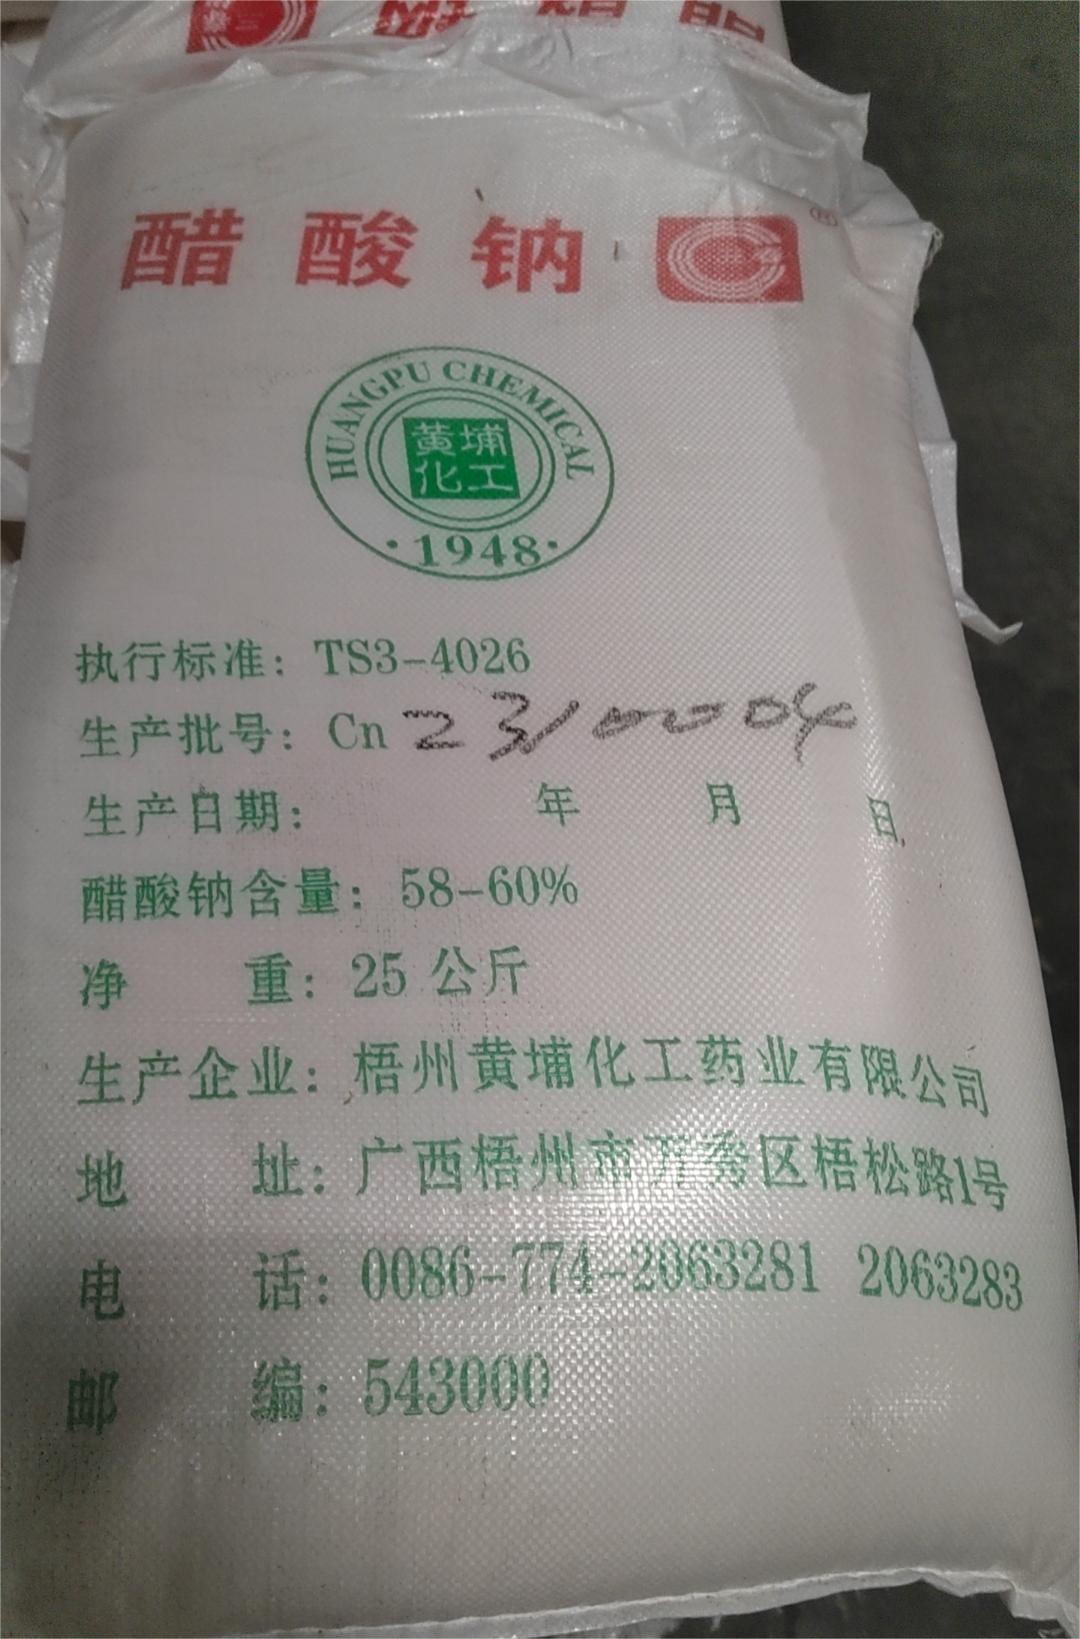 醋酸钠
®
HUANGPU CHEMICAL
黄埔
化工
·1948·
执行标准：TS3-4026
生产批号：Cn
生产日期： 年 月 日
醋酸钠含量：58-60%
净 重：25 公斤
生产企业：梧州黄埔化工药业有限公司
地 址：广西梧州市万秀区梧松路1号
电 话：0086-774-2063281 2063283
邮 编：543000